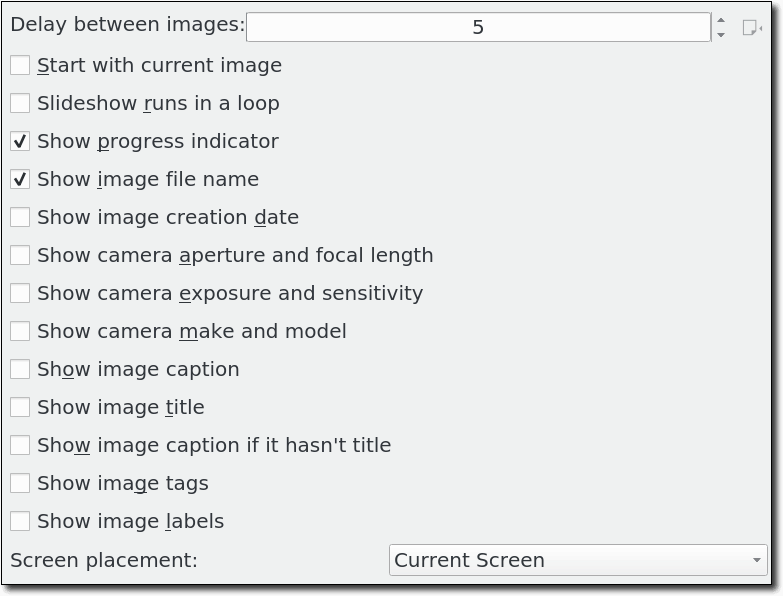 Delay between images: 5
Start with current image
Slideshow runs in a loop
Show progress indicator
Show image file name
Show image creation date
Show camera aperture and focal length
Show camera exposure and sensitivity
Show camera make and model
Show image caption
Show image title
Show image caption if it hasn't title
Show image tags
Show image labels
Screen placement: Current Screen